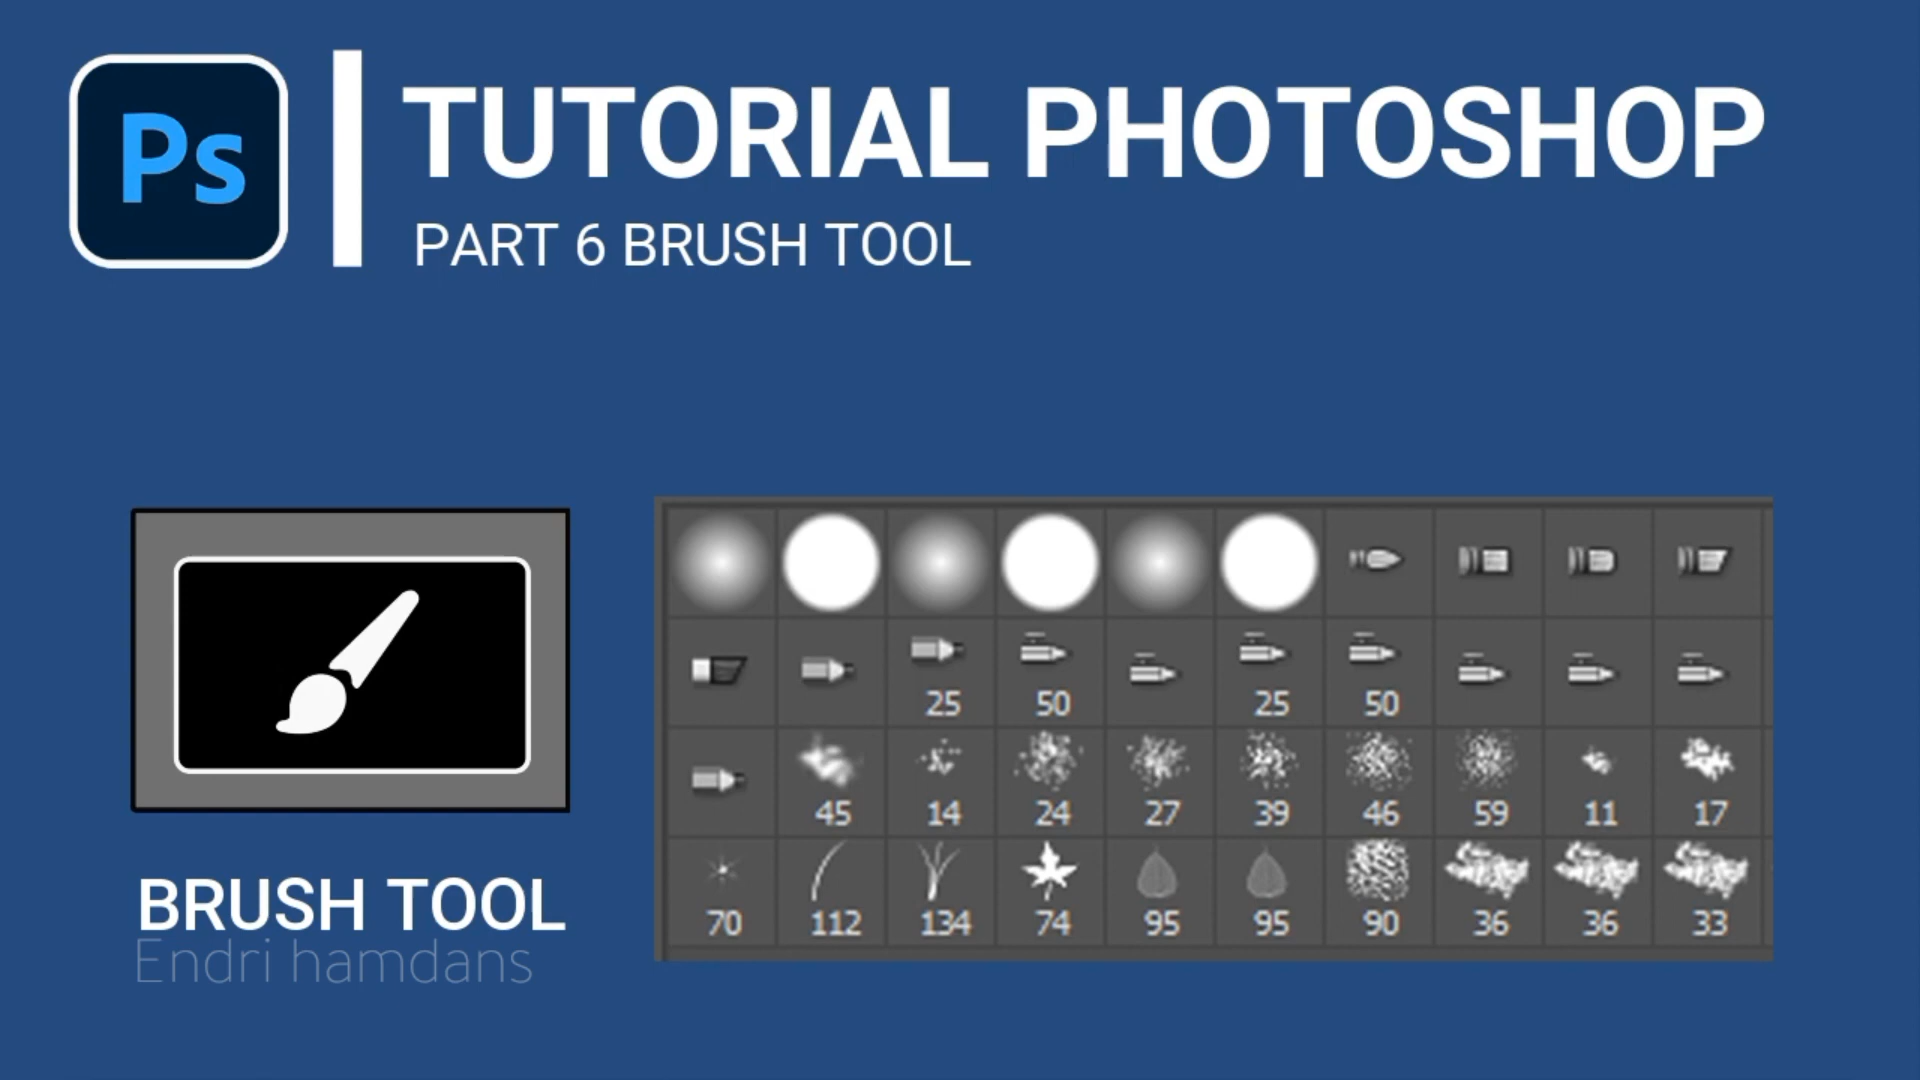 Ps
TUTORIAL PHOTOSHOP
PART 6 BRUSH TOOL
25 50 25 50
45 14 24 27 39 46 59 11 17
70 112 134 74 95 95 90 36 36 33
BRUSH TOOL
Endri hamdans